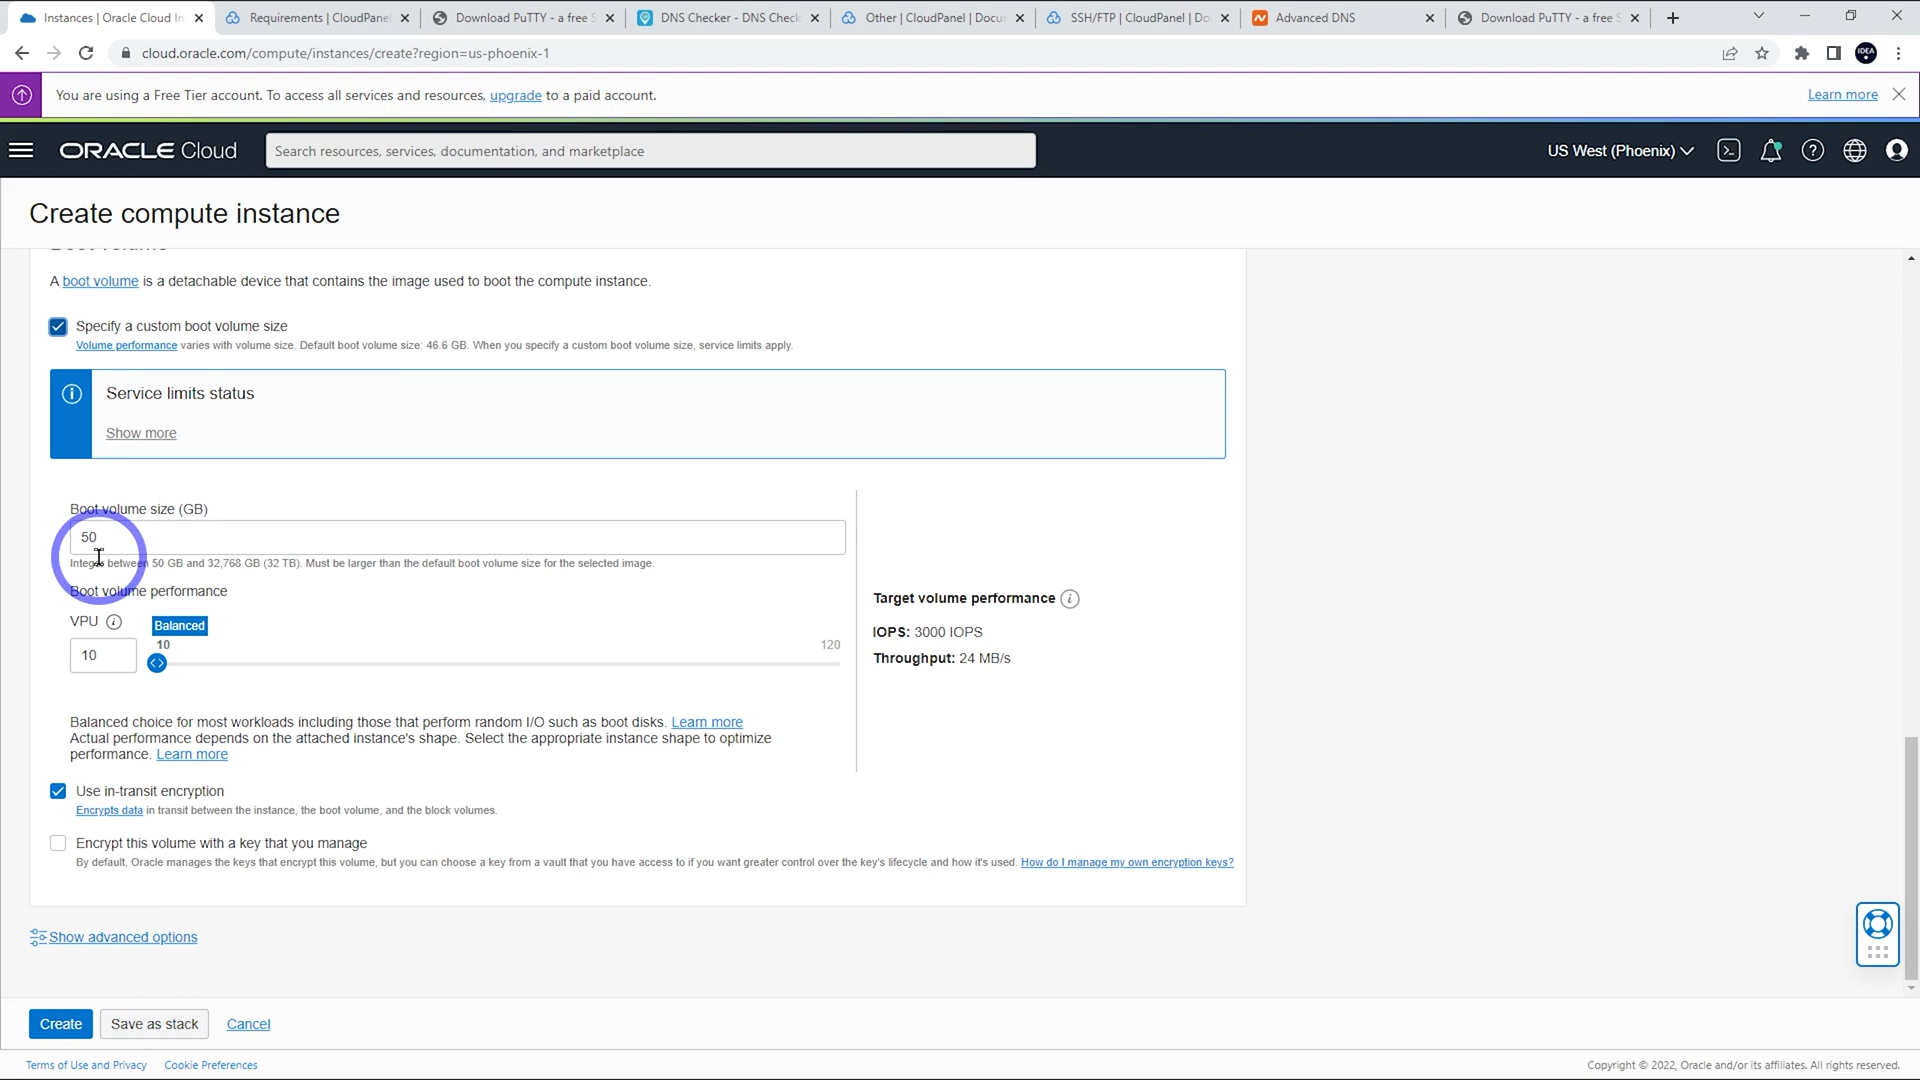 Instances | Oracle Cloud In
Requirements | CloudPanel
Download PuTTY - a free S
DNS Checker - DNS Check
Other | CloudPanel | Docu
SSH/FTP | CloudPanel | Do
Advanced DNS
Download PuTTY - a free S
cloud.oracle.com/compute/instances/create?region=us-phoenix-1
IDEA
You are using a Free Tier account. To access all services and resources, upgrade to a paid account.
Learn more
ORACLE Cloud
Search resources, services, documentation, and marketplace
US West (Phoenix)
Create compute instance
Boot volume
A boot volume is a detachable device that contains the image used to boot the compute instance.
Specify a custom boot volume size
Volume performance varies with volume size. Default boot volume size: 46.6 GB. When you specify a custom boot volume size, service limits apply.
Service limits status
Show more
Boot volume size (GB)
50
Integer between 50 GB and 32,768 GB (32 TB). Must be larger than the default boot volume size for the selected image.
Boot volume performance
VPU
Balanced
10
10
120
Target volume performance
IOPS: 3000 IOPS
Throughput: 24 MB/s
Balanced choice for most workloads including those that perform random I/O such as boot disks. Learn more
Actual performance depends on the attached instance's shape. Select the appropriate instance shape to optimize
performance. Learn more
Use in-transit encryption
Encrypts data in transit between the instance, the boot volume, and the block volumes.
Encrypt this volume with a key that you manage
By default, Oracle manages the keys that encrypt this volume, but you can choose a key from a vault that you have access to if you want greater control over the key's lifecycle and how it's used. How do I manage my own encryption keys?
Show advanced options
Create
Save as stack
Cancel
Terms of Use and Privacy
Cookie Preferences
Copyright © 2022, Oracle and/or its affiliates. All rights reserved.